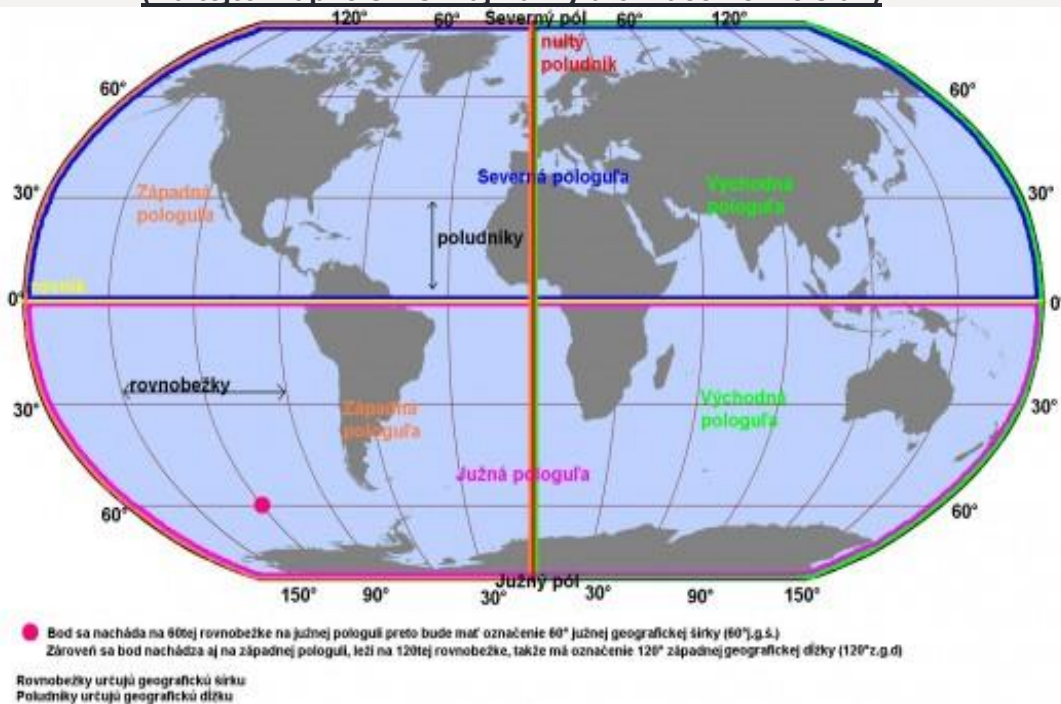 120° 60° Severný pól 60° 120°
nultý
poludník
60° 60°
Západná
pologuľa
Severná pologuľa
Východná
pologuľa
30° 30°
poludníky
rovník
0° 0°
rovnobežky
30° 30°
Západná
pologuľa
Východná
pologuľa
Južná pologuľa
60° 60°
Južný pól
150° 90° 30° 30° 90° 150°
Bod sa nacháda na 60tej rovnobežke na južnej pologuli preto bude mať označenie 60° južnej geografickej šírky (60°j.g.š.)
Zároveň sa bod nachádza aj na západnej pologuli, leží na 120tej rovnobežke, takže má označenie 120° západnej geografickej dĺžky (120°z.g.d)
Rovnobežky určujú geografickú šírku
Poludníky určujú geografickú dĺžku